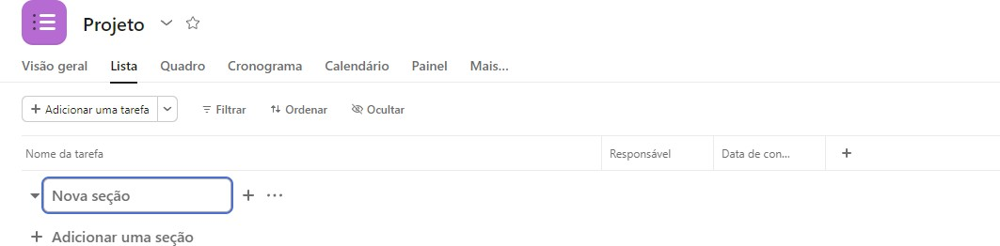 Projeto
Visão geral Lista Quadro Cronograma Calendário Painel Mais...
+ Adicionar uma tarefa Filtrar Ordenar Ocultar
Nome da tarefa Responsável Data de con... +
Nova seção + ...
+ Adicionar uma seção